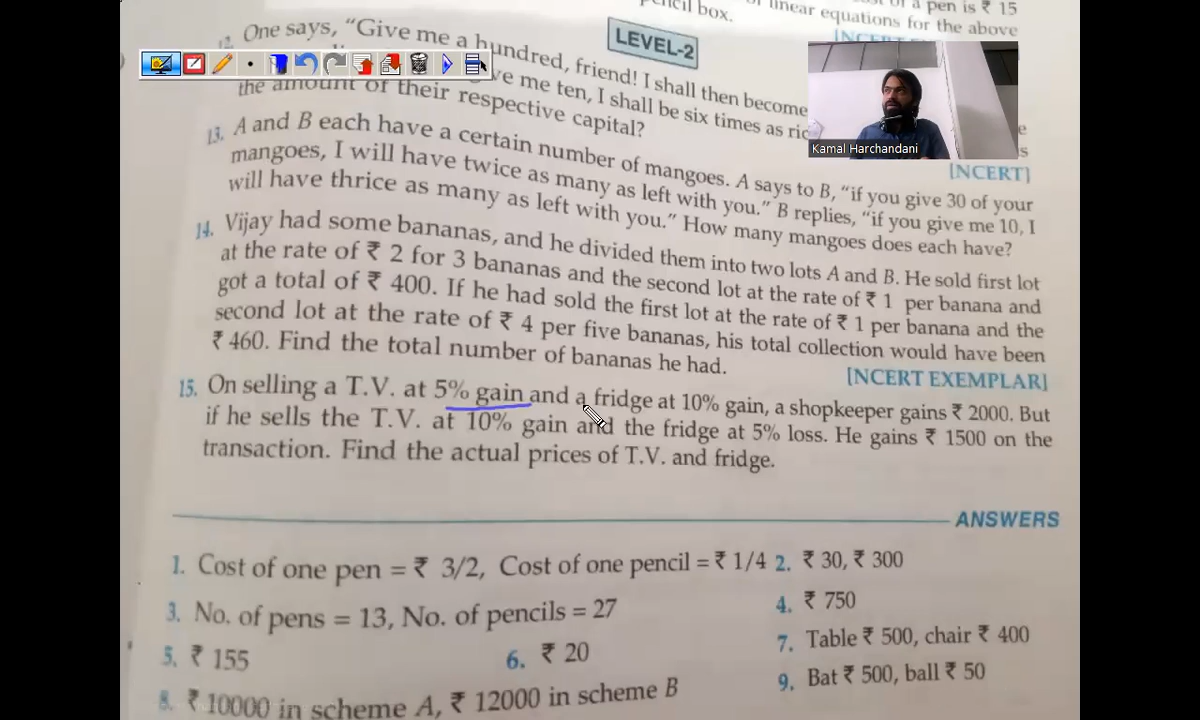 of a pen is ₹ 15
pencil box.
of linear equations for the above
LEVEL-2
12. One says, “Give me a hundred, friend! I shall then become
ve me ten, I shall be six times as ric
the amount of their respective capital?
[NCERT]
13. A and B each have a certain number of mangoes. A says to B, “if you give 30 of your
mangoes, I will have twice as many as left with you.” B replies, “if you give me 10, I
will have thrice as many as left with you.” How many mangoes does each have?
14. Vijay had some bananas, and he divided them into two lots A and B. He sold first lot
at the rate of ₹ 2 for 3 bananas and the second lot at the rate of ₹ 1 per banana and
got a total of ₹ 400. If he had sold the first lot at the rate of ₹ 1 per banana and the
second lot at the rate of ₹ 4 per five bananas, his total collection would have been
₹ 460. Find the total number of bananas he had.
[NCERT EXEMPLAR]
15. On selling a T.V. at 5% gain and a fridge at 10% gain, a shopkeeper gains ₹ 2000. But
if he sells the T.V. at 10% gain and the fridge at 5% loss. He gains ₹ 1500 on the
transaction. Find the actual prices of T.V. and fridge.
ANSWERS
1. Cost of one pen = ₹ 3/2, Cost of one pencil = ₹ 1/4 2. ₹ 30, ₹ 300
3. No. of pens = 13, No. of pencils = 27
4. ₹ 750
5. ₹ 155
6. ₹ 20
7. Table ₹ 500, chair ₹ 400
8. ₹ 10000 in scheme A, ₹ 12000 in scheme B
9. Bat ₹ 500, ball ₹ 50
Kamal Harchandani